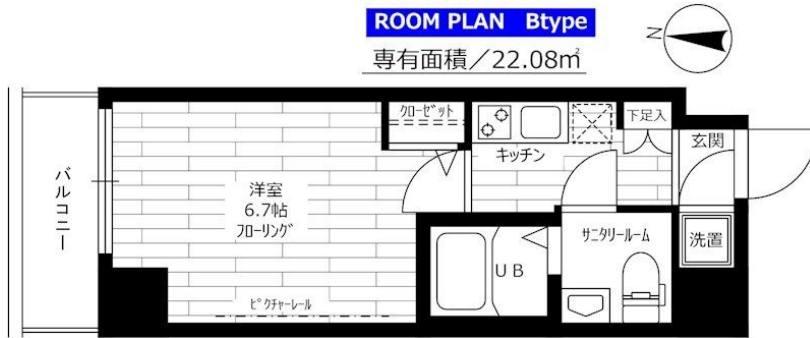 ROOM PLAN Btype
専有面積/22.08㎡
N
クローゼット
下足入
キッチン
玄関
バルコニー
洋室
6.7帖
フローリング
サニタリールーム
洗置
UB
ピクチャーレール